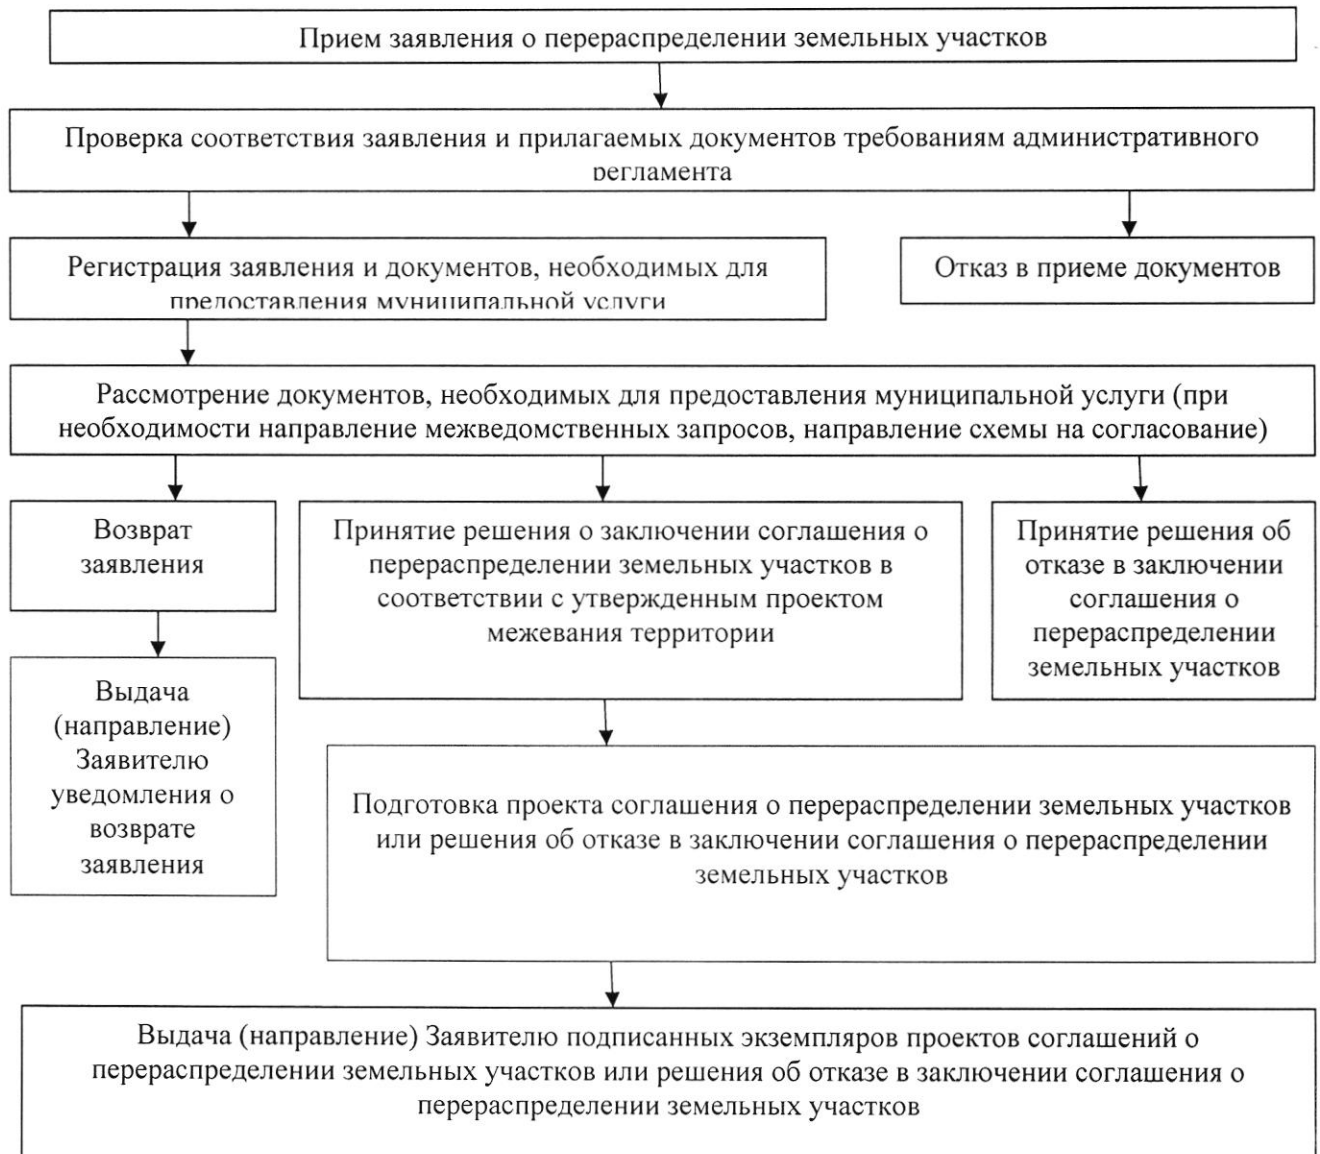 Прием заявления о перераспределении земельных участков
Проверка соответствия заявления и прилагаемых документов требованиям административного
регламента
Регистрация заявления и документов, необходимых для
предоставления муниципальной услуги
Отказ в приеме документов
Рассмотрение документов, необходимых для предоставления муниципальной услуги (при
необходимости направление межведомственных запросов, направление схемы на согласование)
Возврат
заявления
Принятие решения о заключении соглашения о
перераспределении земельных участков в
соответствии с утвержденным проектом
межевания территории
Принятие решения об
отказе в заключении
соглашения о
перераспределении
земельных участков
Выдача
(направление)
Заявителю
уведомления о
возврате
заявления
Подготовка проекта соглашения о перераспределении земельных участков
или решения об отказе в заключении соглашения о перераспределении
земельных участков
Выдача (направление) Заявителю подписанных экземпляров проектов соглашений о
перераспределении земельных участков или решения об отказе в заключении соглашения о
перераспределении земельных участков